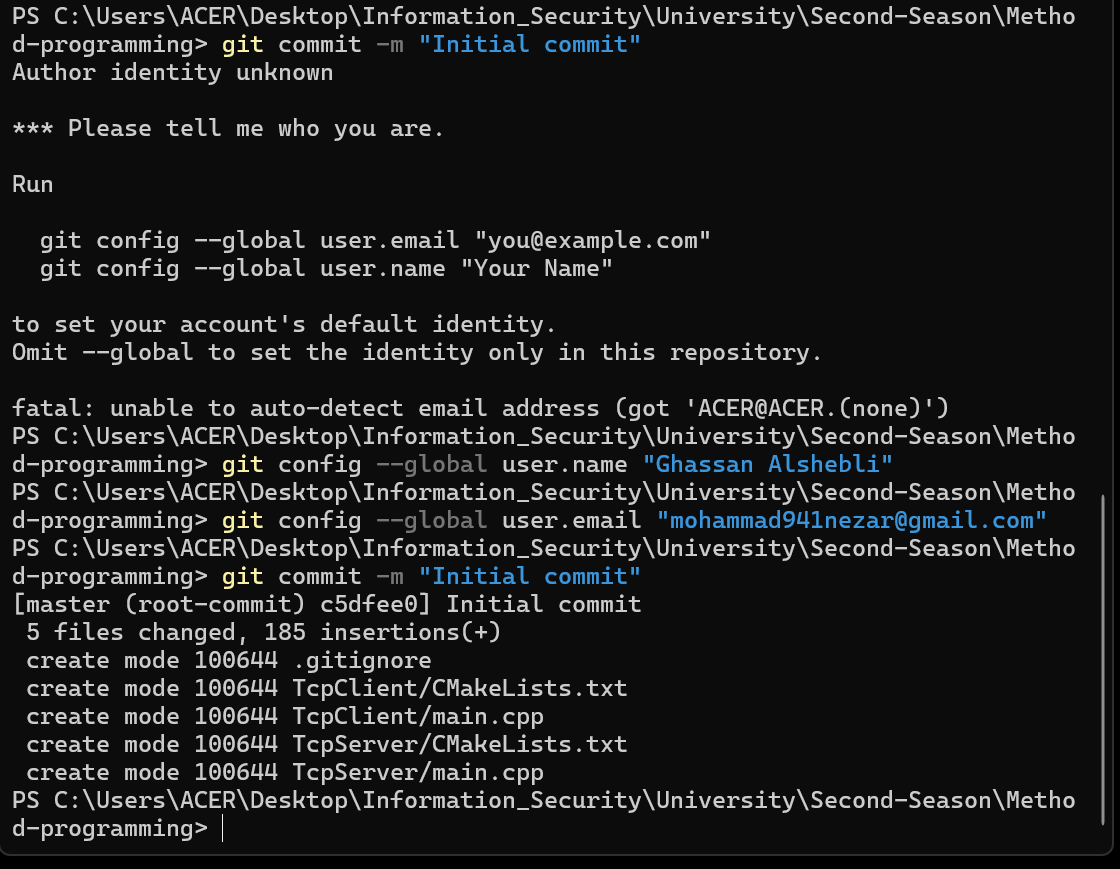 PS C:\Users\ACER\Desktop\Information_Security\University\Second-Season\Metho
d-programming> git commit -m "Initial commit"
Author identity unknown
*** Please tell me who you are.
Run
  git config --global user.email "you@example.com"
  git config --global user.name "Your Name"
to set your account's default identity.
Omit --global to set the identity only in this repository.
fatal: unable to auto-detect email address (got 'ACER@ACER.(none)')
PS C:\Users\ACER\Desktop\Information_Security\University\Second-Season\Metho
d-programming> git config --global user.name "Ghassan Alshebli"
PS C:\Users\ACER\Desktop\Information_Security\University\Second-Season\Metho
d-programming> git config --global user.email "mohammad941nezar@gmail.com"
PS C:\Users\ACER\Desktop\Information_Security\University\Second-Season\Metho
d-programming> git commit -m "Initial commit"
[master (root-commit) c5dfee0] Initial commit
 5 files changed, 185 insertions(+)
 create mode 100644 .gitignore
 create mode 100644 TcpClient/CMakeLists.txt
 create mode 100644 TcpClient/main.cpp
 create mode 100644 TcpServer/CMakeLists.txt
 create mode 100644 TcpServer/main.cpp
PS C:\Users\ACER\Desktop\Information_Security\University\Second-Season\Metho
d-programming>